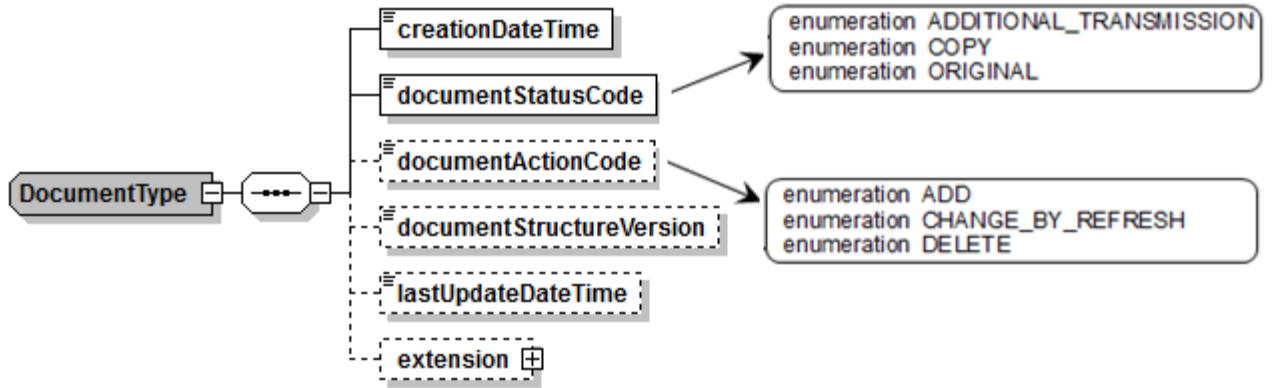 DocumentType
creationDateTime
documentStatusCode
documentActionCode
documentStructureVersion
lastUpdateDateTime
extension
enumeration ADDITIONAL_TRANSMISSION
enumeration COPY
enumeration ORIGINAL
enumeration ADD
enumeration CHANGE_BY_REFRESH
enumeration DELETE